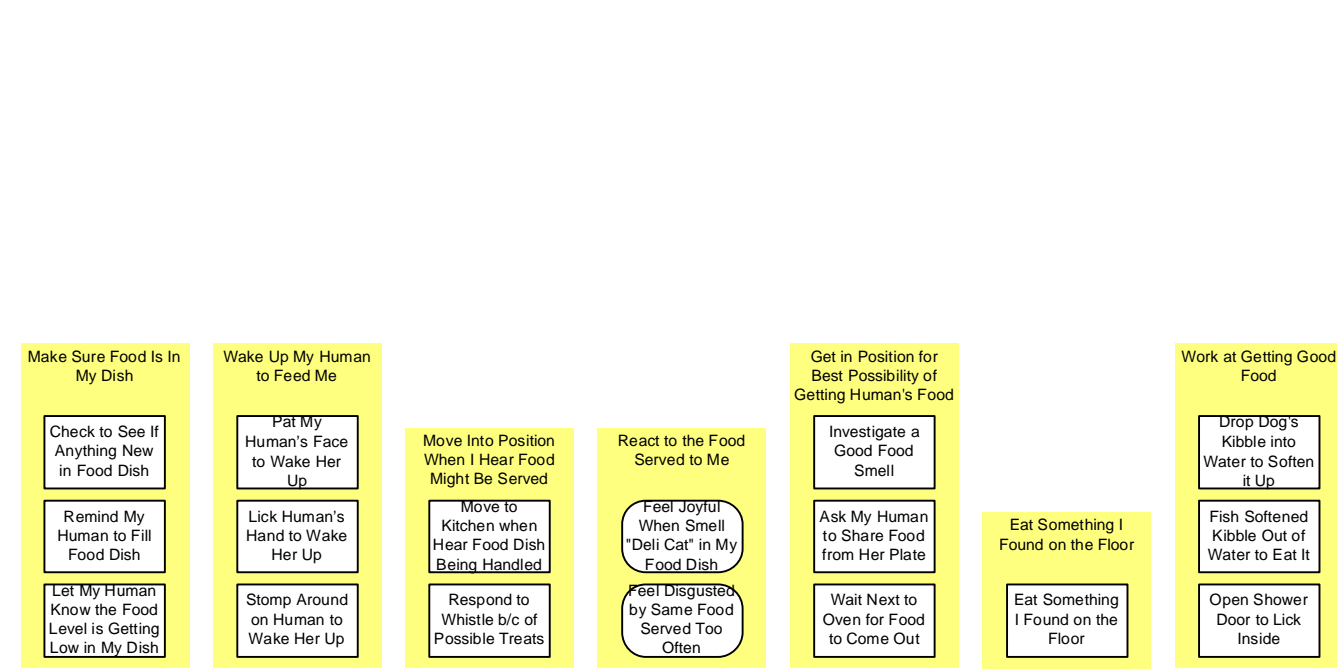 Make Sure Food Is In
My Dish
Check to See If
Anything New
in Food Dish
Remind My
Human to Fill
Food Dish
Let My Human
Know the Food
Level is Getting
Low in My Dish
Wake Up My Human
to Feed Me
Pat My
Human's Face
to Wake Her
Up
Lick Human's
Hand to Wake
Her Up
Stomp Around
on Human to
Wake Her Up
Move Into Position
When I Hear Food
Might Be Served
Move to
Kitchen when
Hear Food Dish
Being Handled
Respond to
Whistle b/c of
Possible Treats
React to the Food
Served to Me
Feel Joyful
When Smell
"Deli Cat" in My
Food Dish
Feel Disgusted
by Same Food
Served Too
Often
Get in Position for
Best Possibility of
Getting Human's Food
Investigate a
Good Food
Smell
Ask My Human
to Share Food
from Her Plate
Wait Next to
Oven for Food
to Come Out
Eat Something I
Found on the Floor
Eat Something
I Found on the
Floor
Work at Getting Good
Food
Drop Dog's
Kibble into
Water to Soften
it Up
Fish Softened
Kibble Out of
Water to Eat It
Open Shower
Door to Lick
Inside